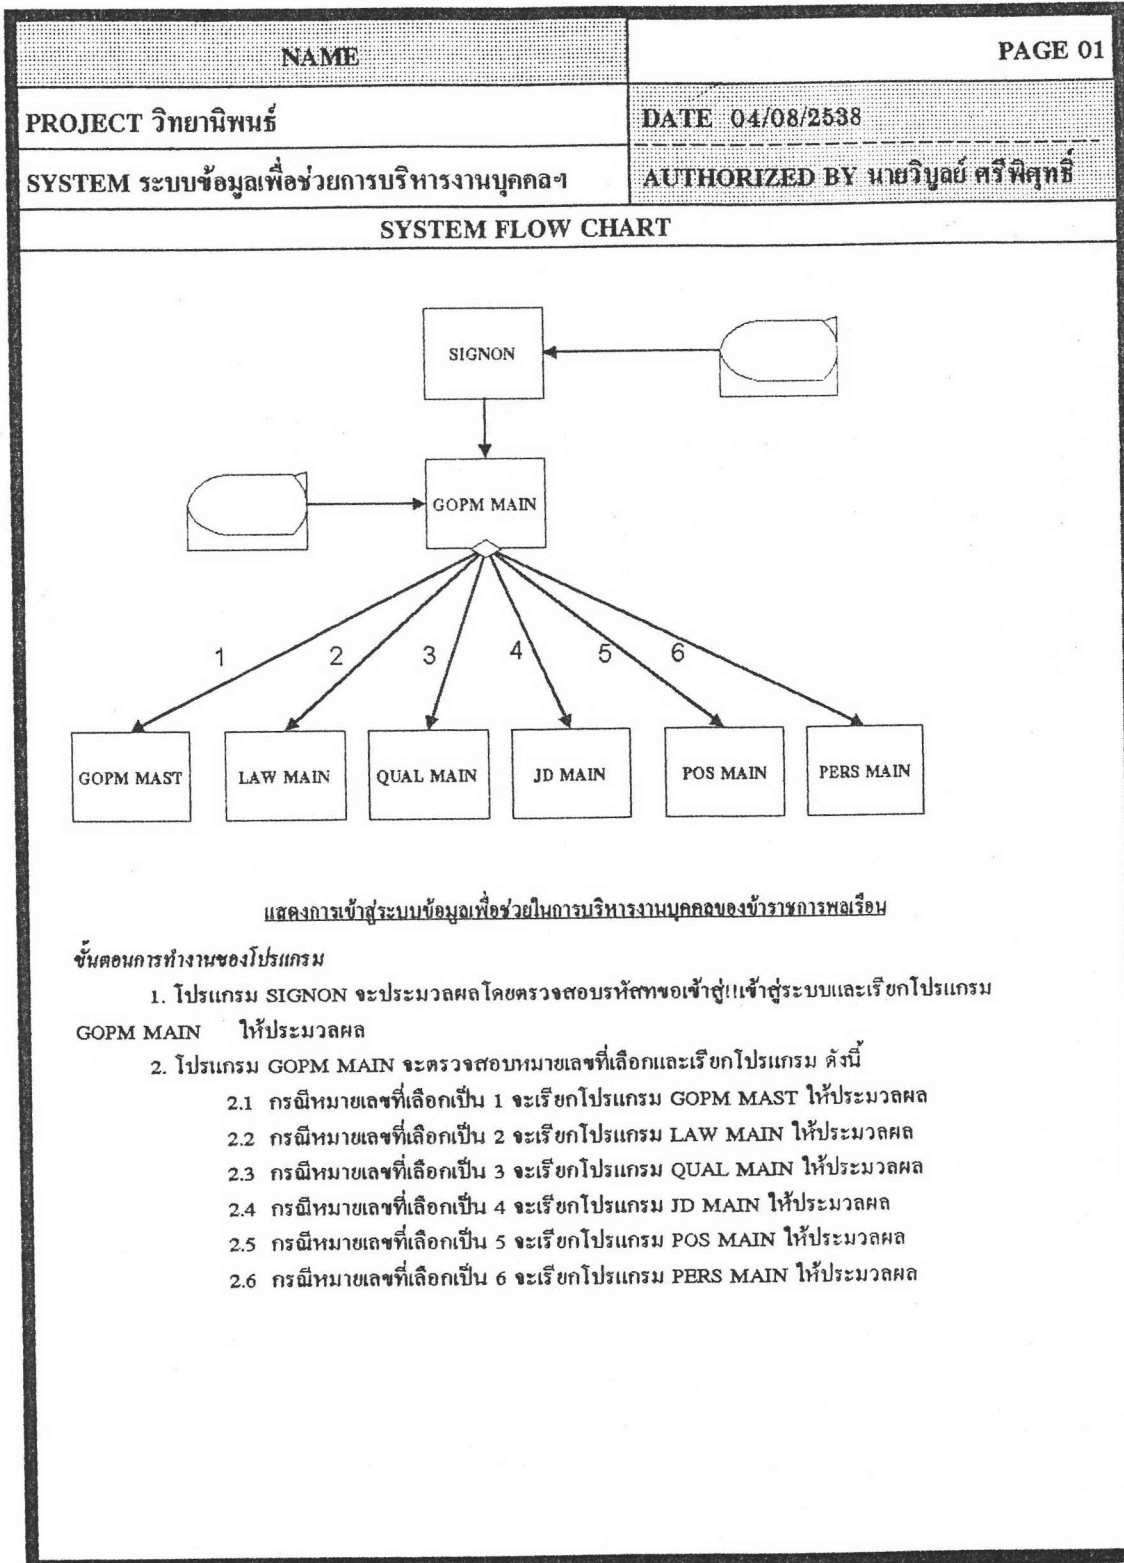 NAME
PAGE 01
PROJECT วิทยานิพนธ์
DATE 04/08/2538
SYSTEM ระบบข้อมูลเพื่อช่วยการบริหารงานบุคคลฯ
AUTHORIZED BY นายวิบูลย์ ศรีพิศุทธิ์
SYSTEM FLOW CHART
SIGNON
GOPM MAIN
1 2 3 4 5 6
GOPM MAST LAW MAIN QUAL MAIN JD MAIN POS MAIN PERS MAIN
แสดงการเข้าสู่ระบบข้อมูลเพื่อช่วยในการบริหารงานบุคคลของข้าราชการพลเรือน
ขั้นตอนการทำงานของโปรแกรม
1. โปรแกรม SIGNON จะประมวลผลโดยตรวจสอบรหัสทขอเข้าสู่!!เข้าสู่ระบบและเรียกโปรแกรม
GOPM MAIN ให้ประมวลผล
2. โปรแกรม GOPM MAIN จะตรวจสอบหมายเลขที่เลือกและเรียกโปรแกรม ดังนี้
2.1 กรณีหมายเลขที่เลือกเป็น 1 จะเรียกโปรแกรม GOPM MAST ให้ประมวลผล
2.2 กรณีหมายเลขที่เลือกเป็น 2 จะเรียกโปรแกรม LAW MAIN ให้ประมวลผล
2.3 กรณีหมายเลขที่เลือกเป็น 3 จะเรียกโปรแกรม QUAL MAIN ให้ประมวลผล
2.4 กรณีหมายเลขที่เลือกเป็น 4 จะเรียกโปรแกรม JD MAIN ให้ประมวลผล
2.5 กรณีหมายเลขที่เลือกเป็น 5 จะเรียกโปรแกรม POS MAIN ให้ประมวลผล
2.6 กรณีหมายเลขที่เลือกเป็น 6 จะเรียกโปรแกรม PERS MAIN ให้ประมวลผล